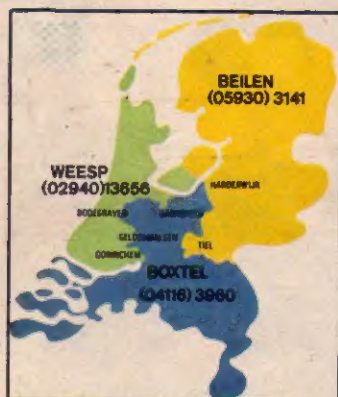 BEILEN
(05930) 3141
WEESP
(02940)13656
HARDERWIJK
BODEGRAVEN
GELDERMALSEN
TIEL
GORINCHEM
BOXTEL
(04116) 3960